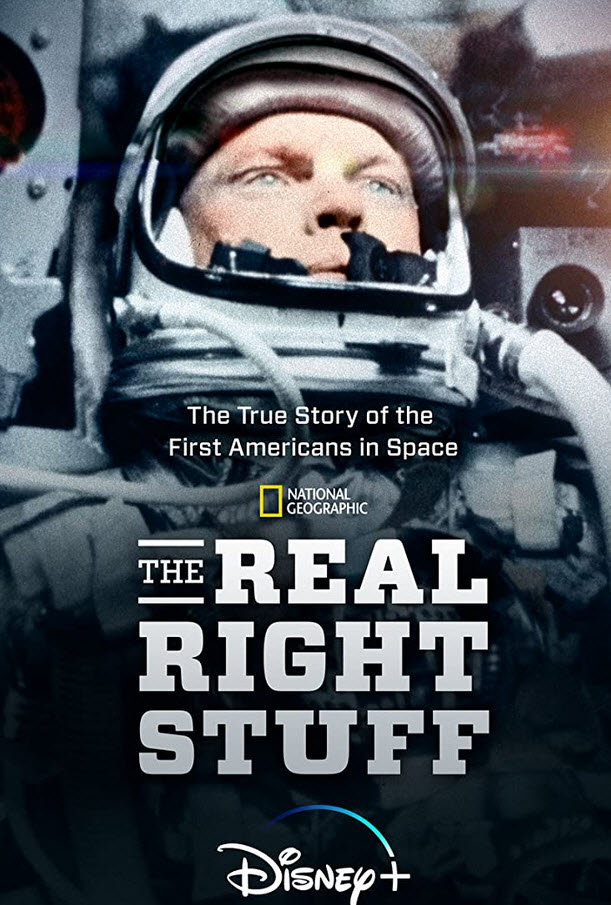 The True Story of the
First Americans in Space
NATIONAL
GEOGRAPHIC
THE REAL
RIGHT
STUFF
Disney+